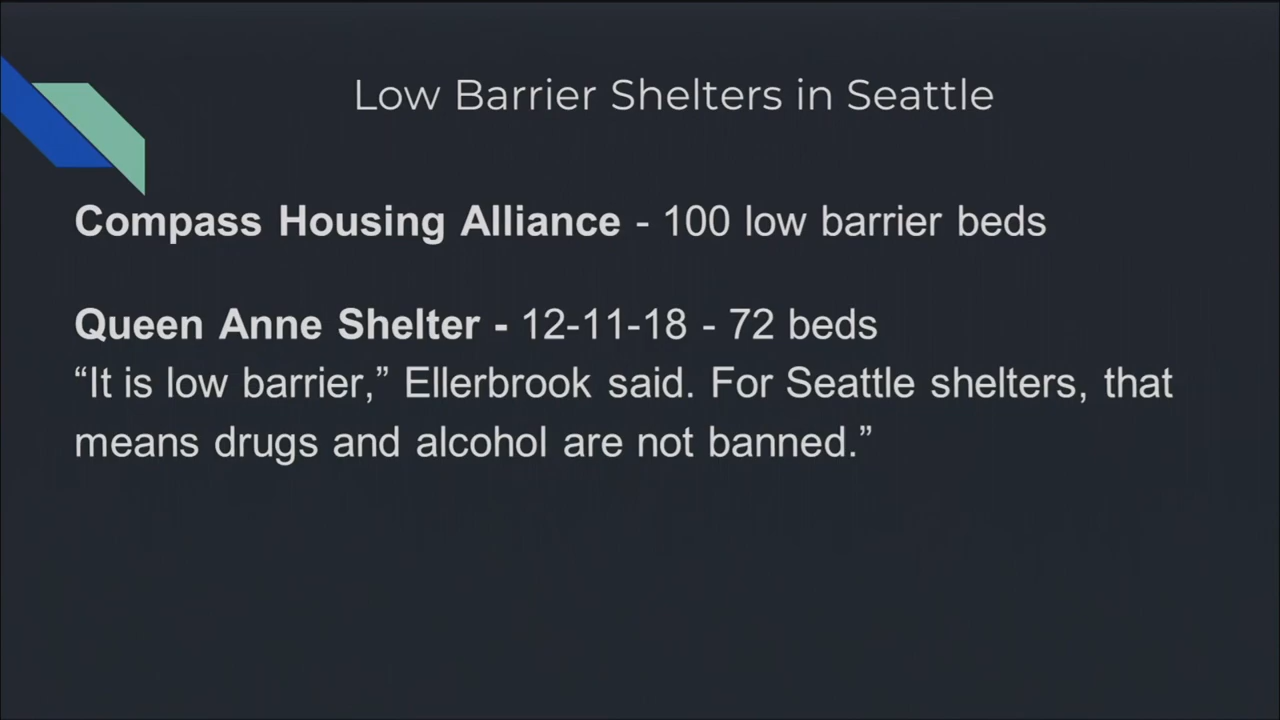 Low Barrier Shelters in Seattle
Compass Housing Alliance - 100 low barrier beds
Queen Anne Shelter - 12-11-18 - 72 beds
“It is low barrier,” Ellerbrook said. For Seattle shelters, that
means drugs and alcohol are not banned.”